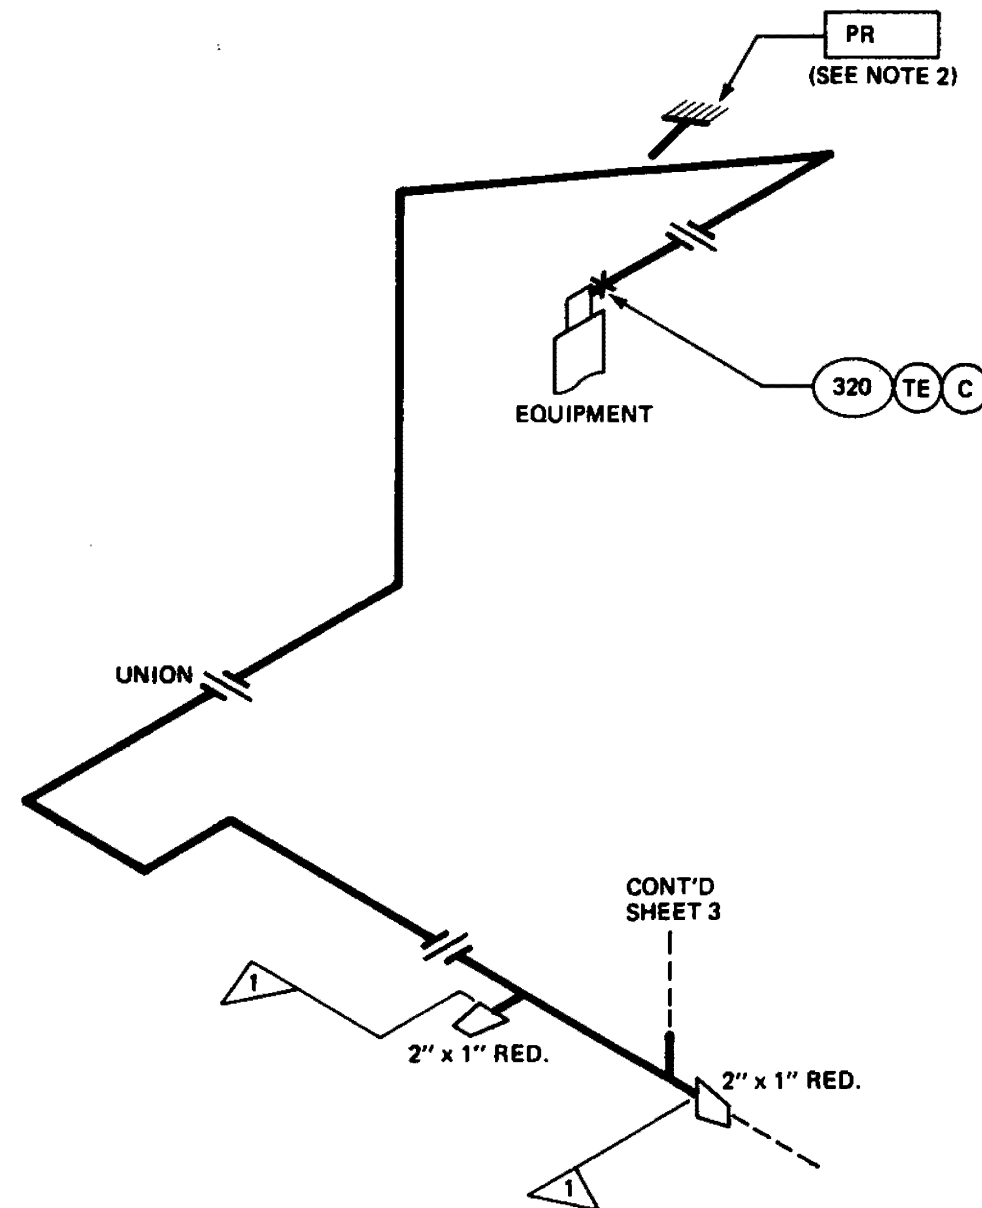 PR
(SEE NOTE 2)
320 TE C
EQUIPMENT
UNION
CONT'D
SHEET 3
1
2" x 1" RED.
2" x 1" RED.
1